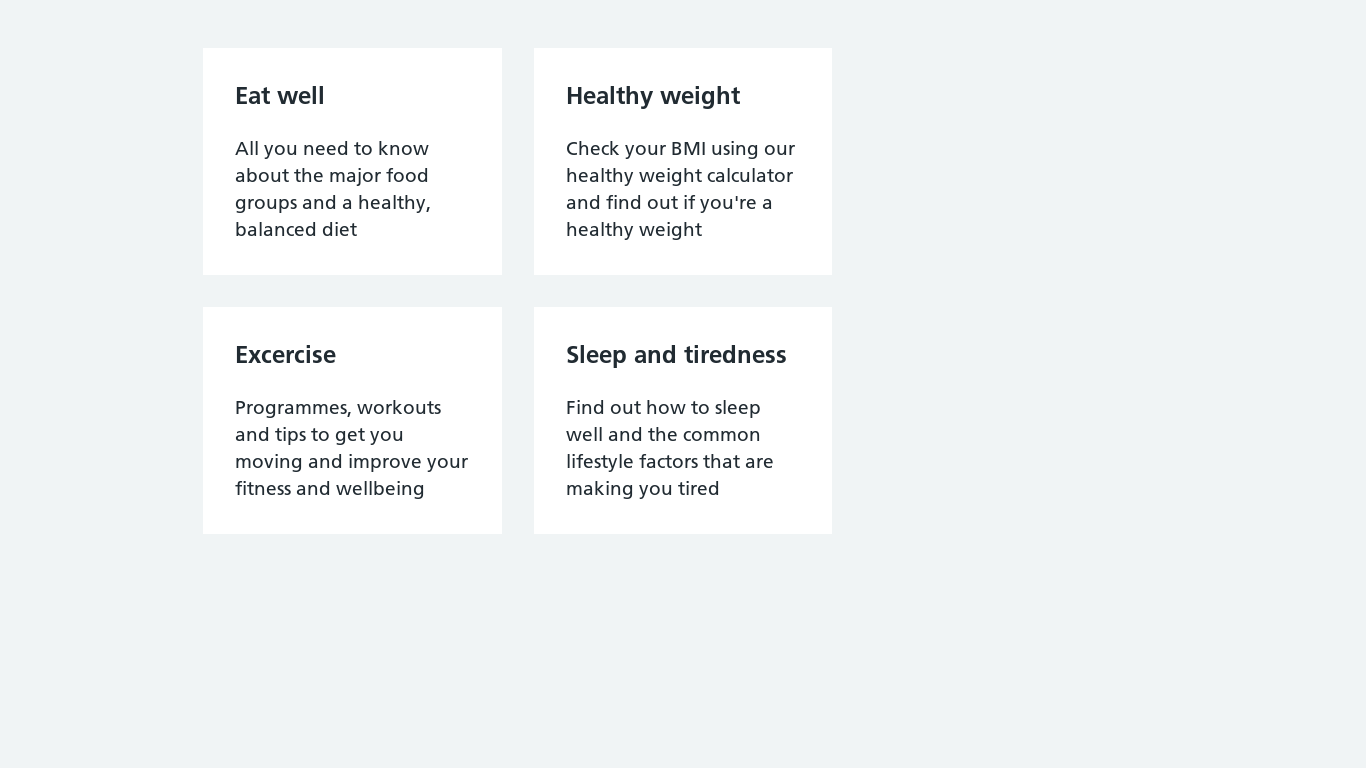 Eat well
All you need to know
about the major food
groups and a healthy,
balanced diet
Healthy weight
Check your BMI using our
healthy weight calculator
and find out if you're a
healthy weight
Excercise
Programmes, workouts
and tips to get you
moving and improve your
fitness and wellbeing
Sleep and tiredness
Find out how to sleep
well and the common
lifestyle factors that are
making you tired